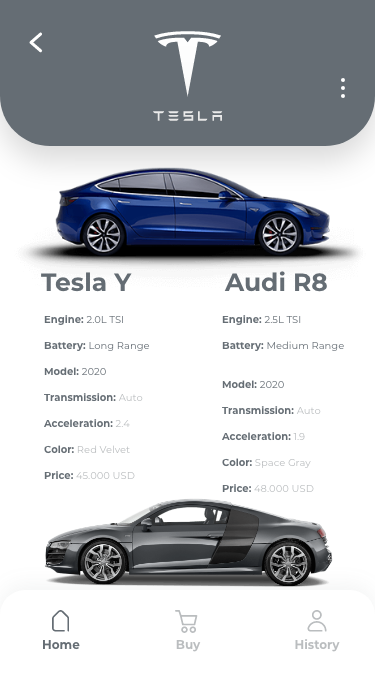 TESLA
Tesla Y
Engine: 2.0L TSI
Battery: Long Range
Model: 2020
Transmission: Auto
Acceleration: 2.4
Color: Red Velvet
Price: 45.000 USD
Audi R8
Engine: 2.5L TSI
Battery: Medium Range
Model: 2020
Transmission: Auto
Acceleration: 1.9
Color: Space Gray
Price: 48.000 USD
Home
Buy
History